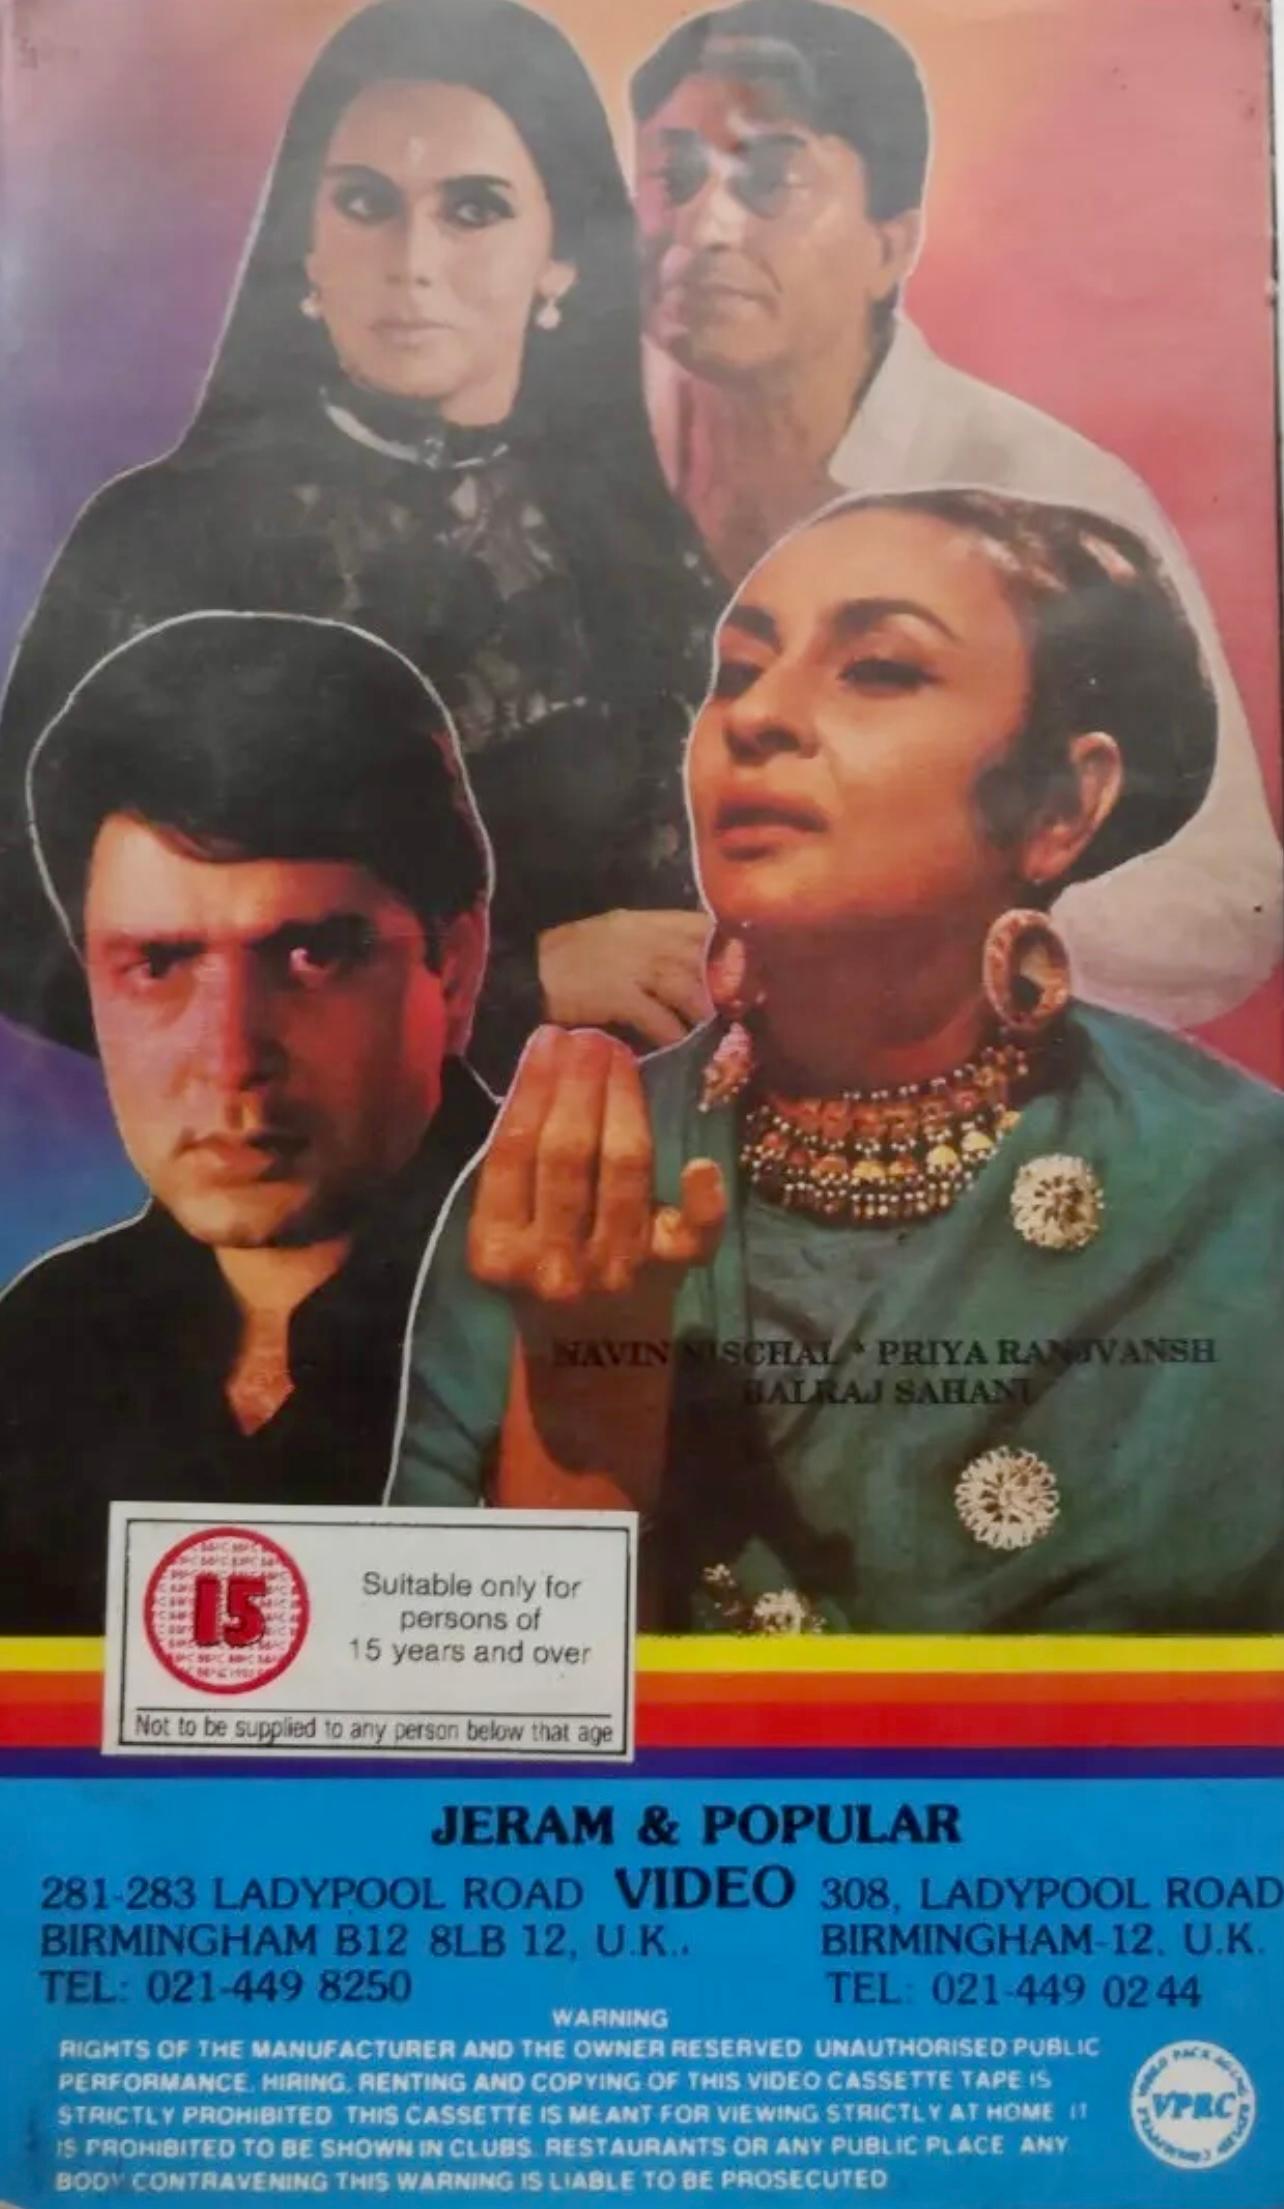 NAVIN NISCHAL * PRIYA RANJVANSH
BALRAJ SAHANI
15
Suitable only for
persons of
15 years and over
Not to be supplied to any person below that age
JERAM & POPULAR
VIDEO
281-283 LADYPOOL ROAD
BIRMINGHAM B12 8LB 12, U.K..
TEL: 021-449 8250
308, LADYPOOL ROAD
BIRMINGHAM-12. U.K.
TEL: 021-449 0244
WARNING
RIGHTS OF THE MANUFACTURER AND THE OWNER RESERVED UNAUTHORISED PUBLIC
PERFORMANCE. HIRING. RENTING AND COPYING OF THIS VIDEO CASSETTE TAPE IS
STRICTLY PROHIBITED THIS CASSETTE IS MEANT FOR VIEWING STRICTLY AT HOME IT
IS PROHIBITED TO BE SHOWN IN CLUBS. RESTAURANTS OR ANY PUBLIC PLACE ANY
BODY CONTRAVENING THIS WARNING IS LIABLE TO BE PROSECUTED
VPRC